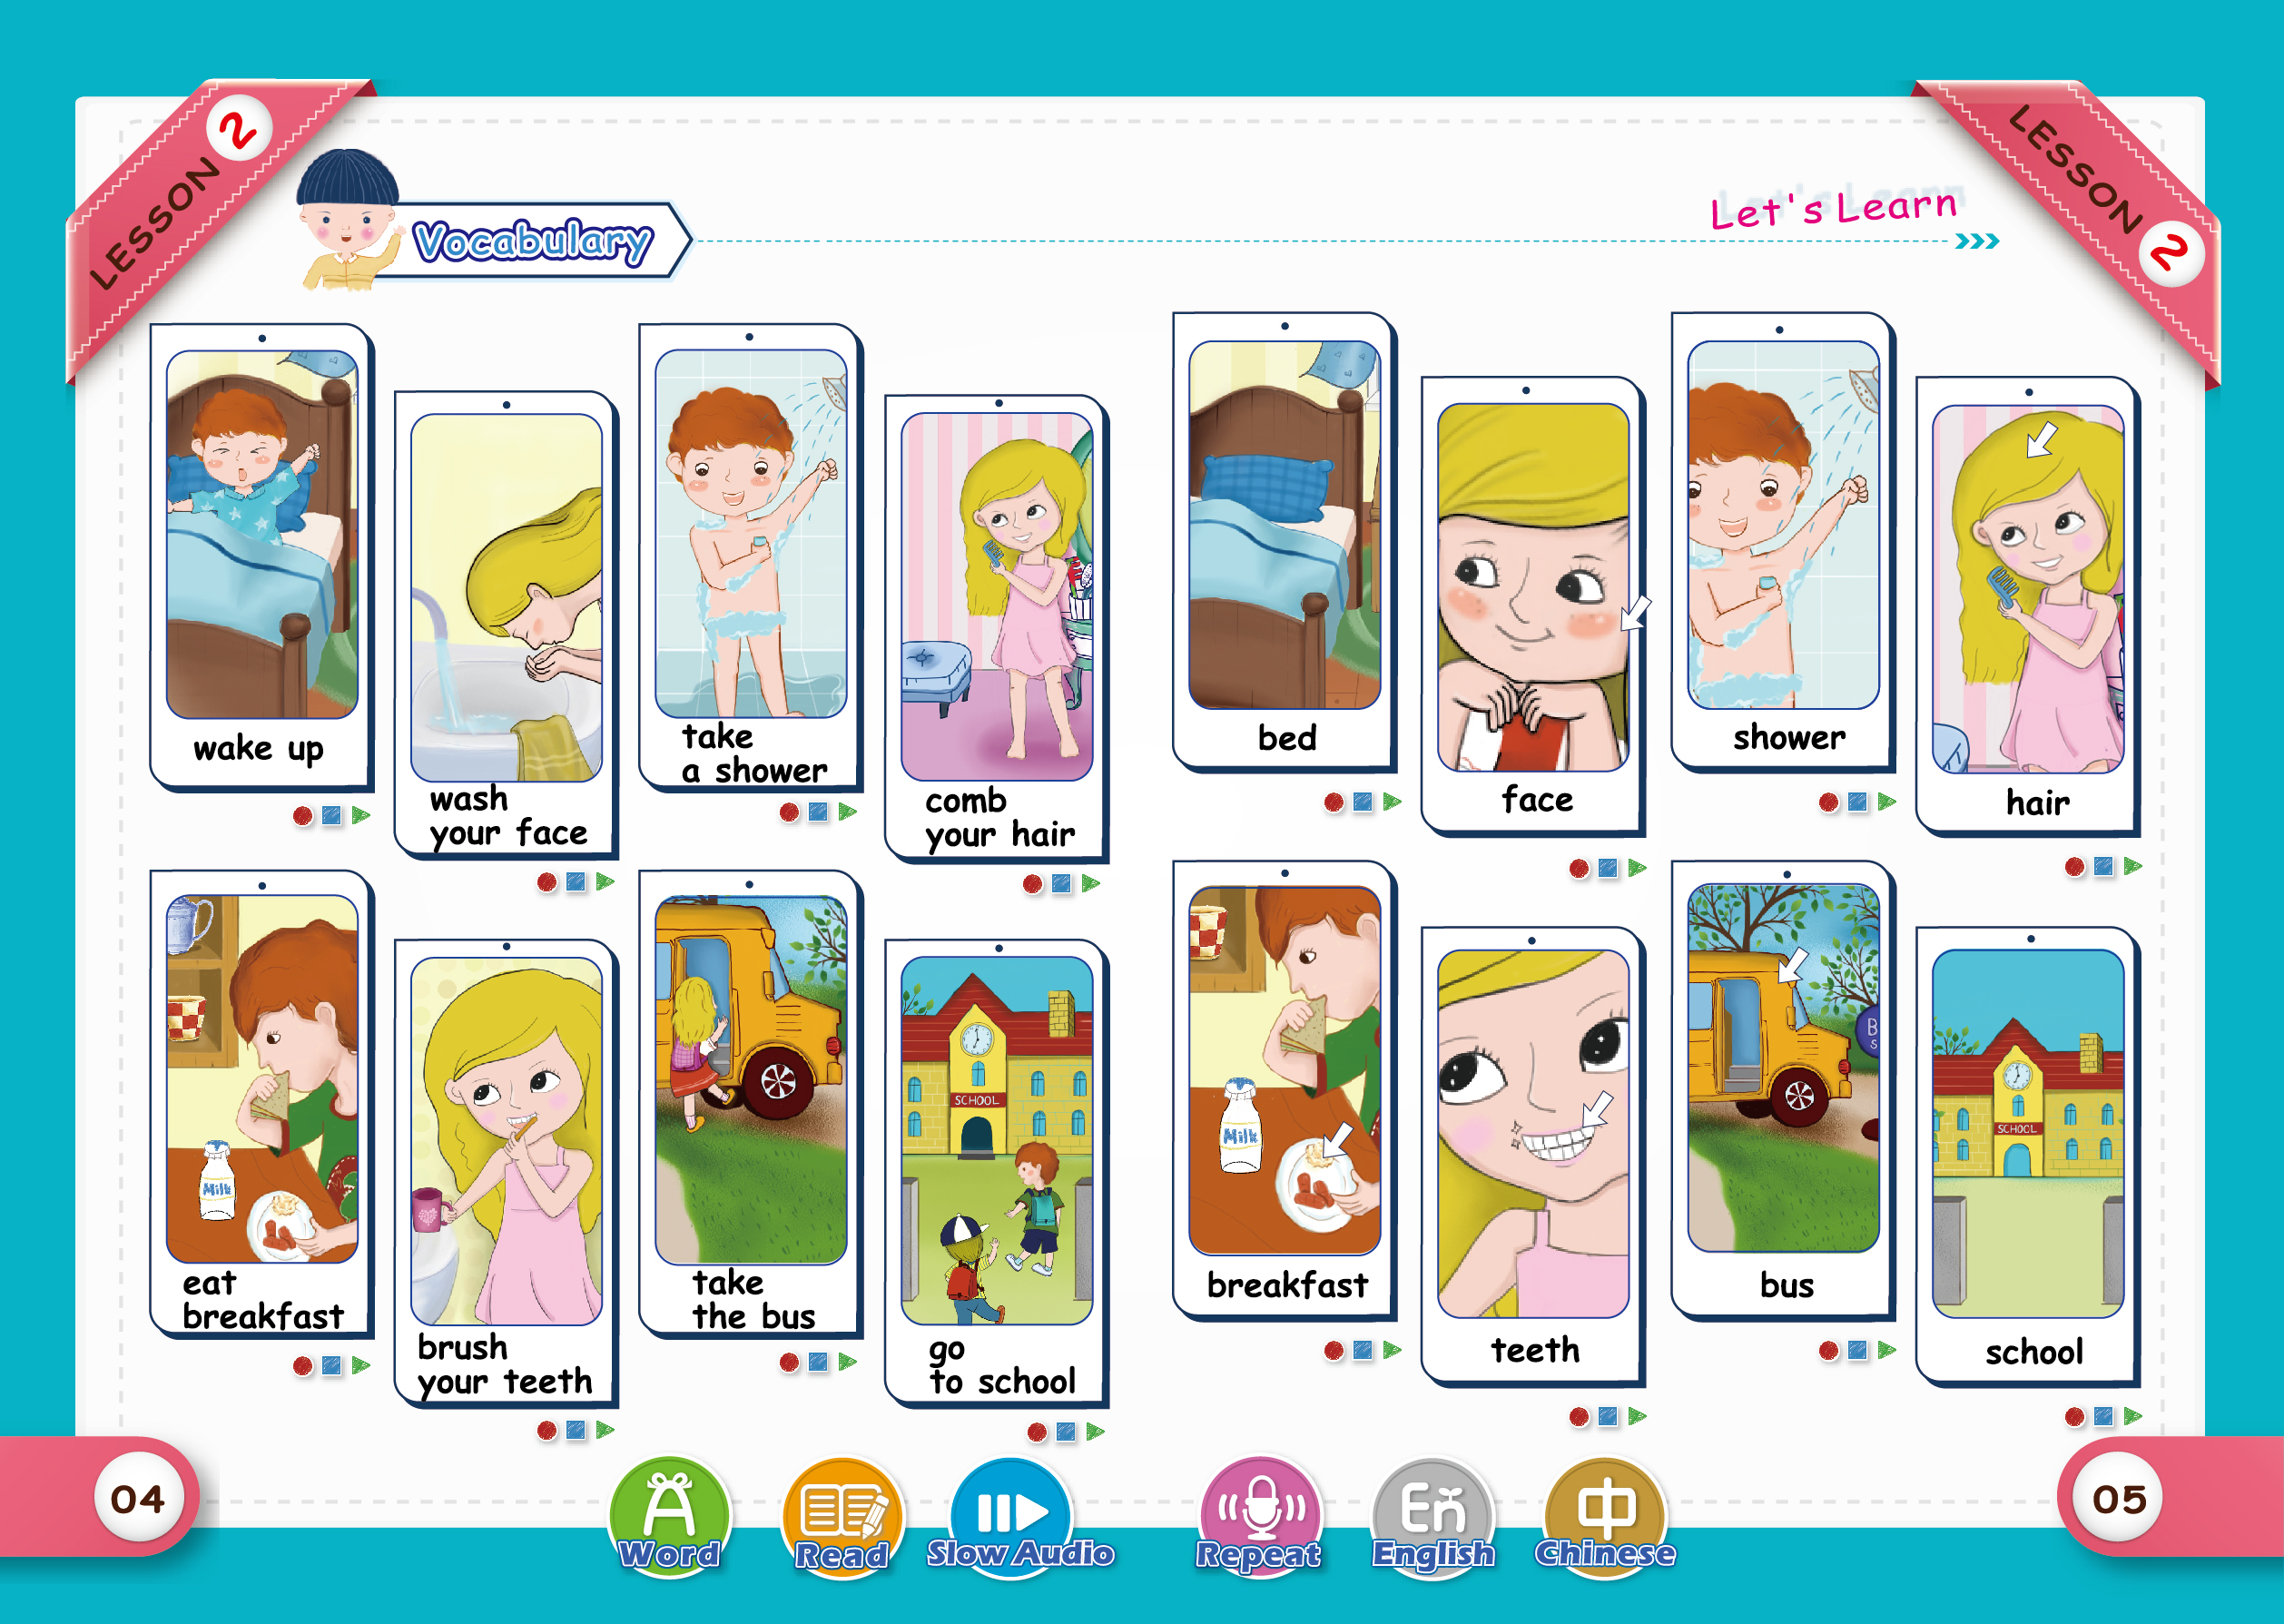 LESSON 2
Vocabulary
wake up
wash
your face
take
a shower
comb
your hair
Milk
eat
breakfast
brush
your teeth
take
the bus
SCHOOL
go
to school
04
LESSON 2
Let's Learn
bed
face
shower
hair
Milk
breakfast
teeth
B
S
bus
SCHOOL
school
05
A
Word
Read
Slow Audio
Repeat
En
English
中
Chinese